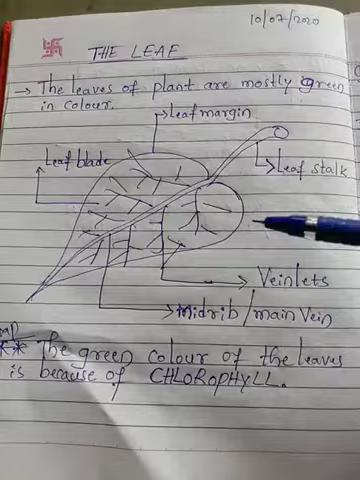 10/07/2020
THE LEAF
→ The leaves of plant are mostly green
in colour.
Leaf margin
Leaf blade
Leaf stalk
Veinlets
midrib/main Vein
** The green colour of the leaves
is because of CHLOROPHYLL.